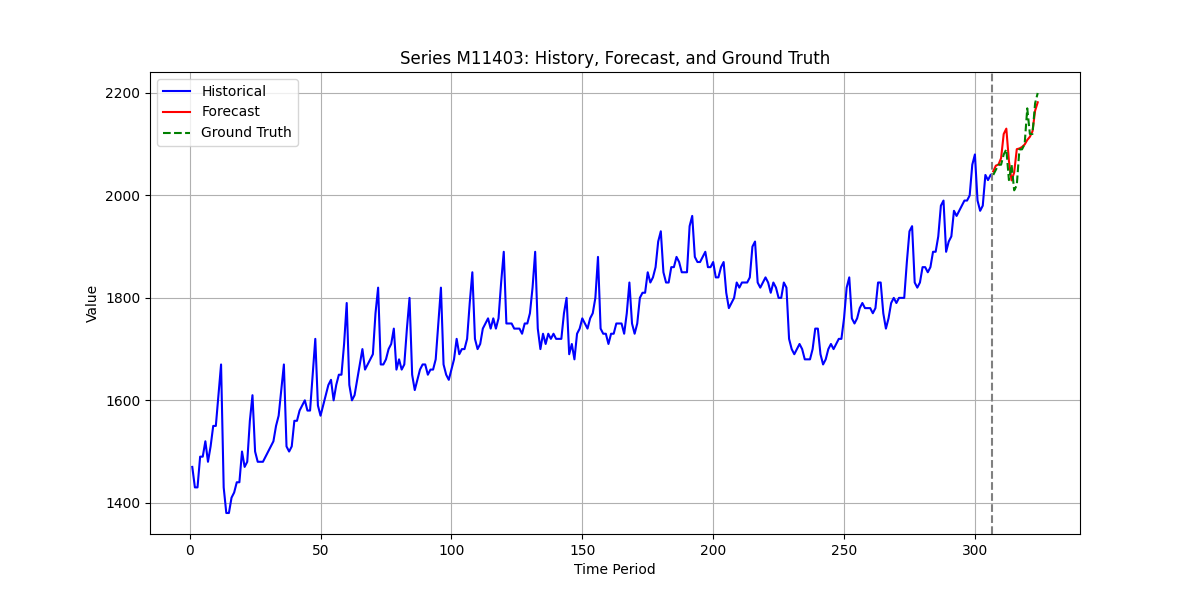 Series M11403: History, Forecast, and Ground Truth
Historical
Forecast
Ground Truth
2200
2000
1800
1600
1400
Value
0 50 100 150 200 250 300
Time Period